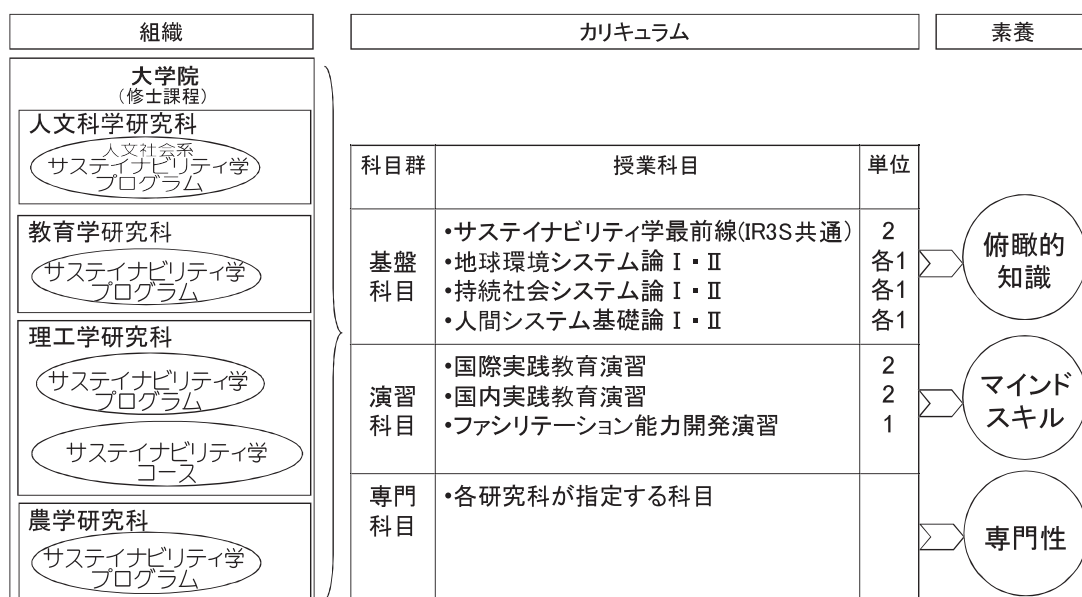 組織
カリキュラム
素養
大学院
(修士課程)
人文科学研究科
人文社会系
サステイナビリティ学
プログラム
教育学研究科
サステイナビリティ学
プログラム
理工学研究科
サステイナビリティ学
プログラム
サステイナビリティ学
コース
農学研究科
サステイナビリティ学
プログラム
科目群 授業科目 単位
基盤
科目
•サステイナビリティ学最前線(IR3S共通) 2
•地球環境システム論Ⅰ・Ⅱ 各1
•持続社会システム論Ⅰ・Ⅱ 各1
•人間システム基礎論Ⅰ・Ⅱ 各1
演習
科目
•国際実践教育演習 2
•国内実践教育演習 2
•ファシリテーション能力開発演習 1
専門
科目
•各研究科が指定する科目
俯瞰的
知識
マインド
スキル
専門性